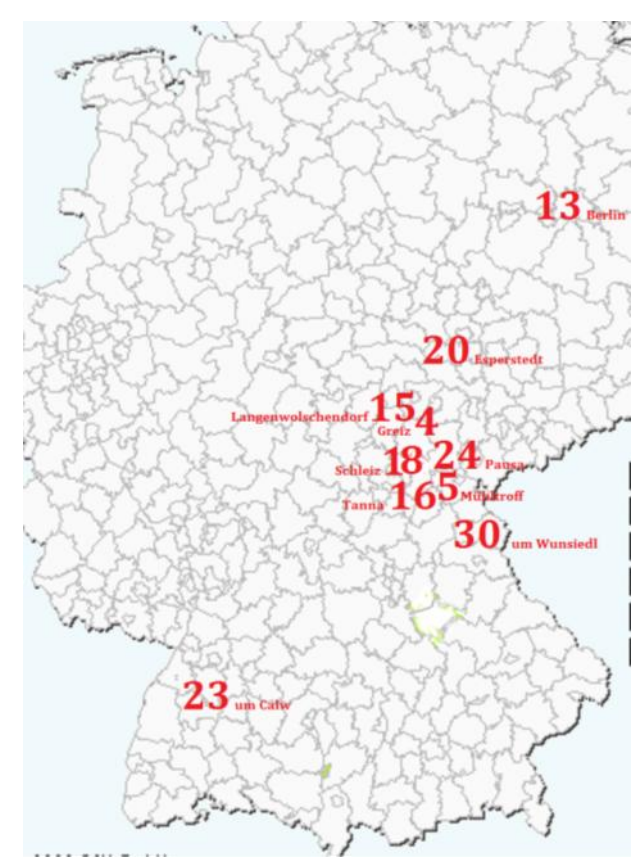 13 Berlin
20 Esperstedt
Langenwolschendorf 15
Greiz 4
Schleiz 18
24 Pausa
Tanna 16
5 Mühltroff
30 um Wunsiedl
23 um Calw